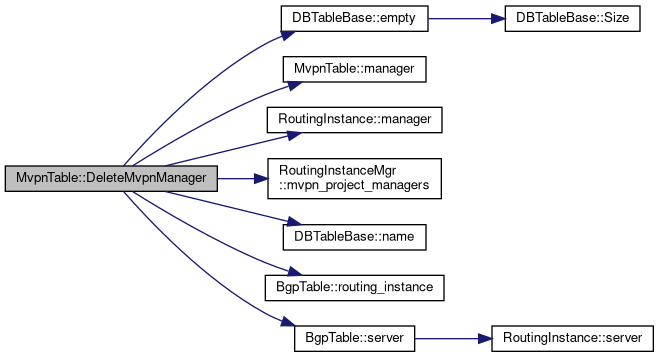 DBTableBase::empty
DBTableBase::Size
MvpnTable::manager
RoutingInstance::manager
MvpnTable::DeleteMvpnManager
RoutingInstanceMgr
::mvpn_project_managers
DBTableBase::name
BgpTable::routing_instance
BgpTable::server
RoutingInstance::server